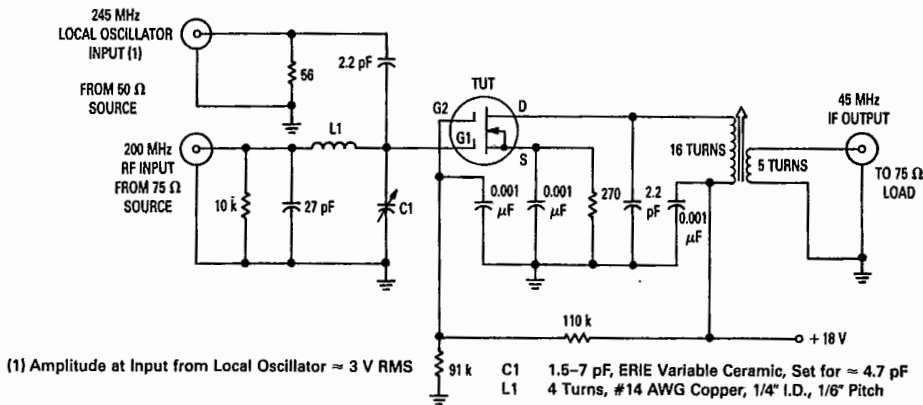 245 MHz
LOCAL OSCILLATOR
INPUT (1)
FROM 50 Ω
SOURCE
56
2.2 pF
TUT
G2
D
G1
S
L1
200 MHz
RF INPUT
FROM 75 Ω
SOURCE
10 k
27 pF
C1
0.001
μF
0.001
μF
270
2.2
pF
0.001
μF
16 TURNS
5 TURNS
45 MHz
IF OUTPUT
TO 75 Ω
LOAD
110 k
+ 18 V
91 k
(1) Amplitude at Input from Local Oscillator ≈ 3 V RMS
C1 1.5–7 pF, ERIE Variable Ceramic, Set for ≈ 4.7 pF
L1 4 Turns, #14 AWG Copper, 1/4" I.D., 1/6" Pitch